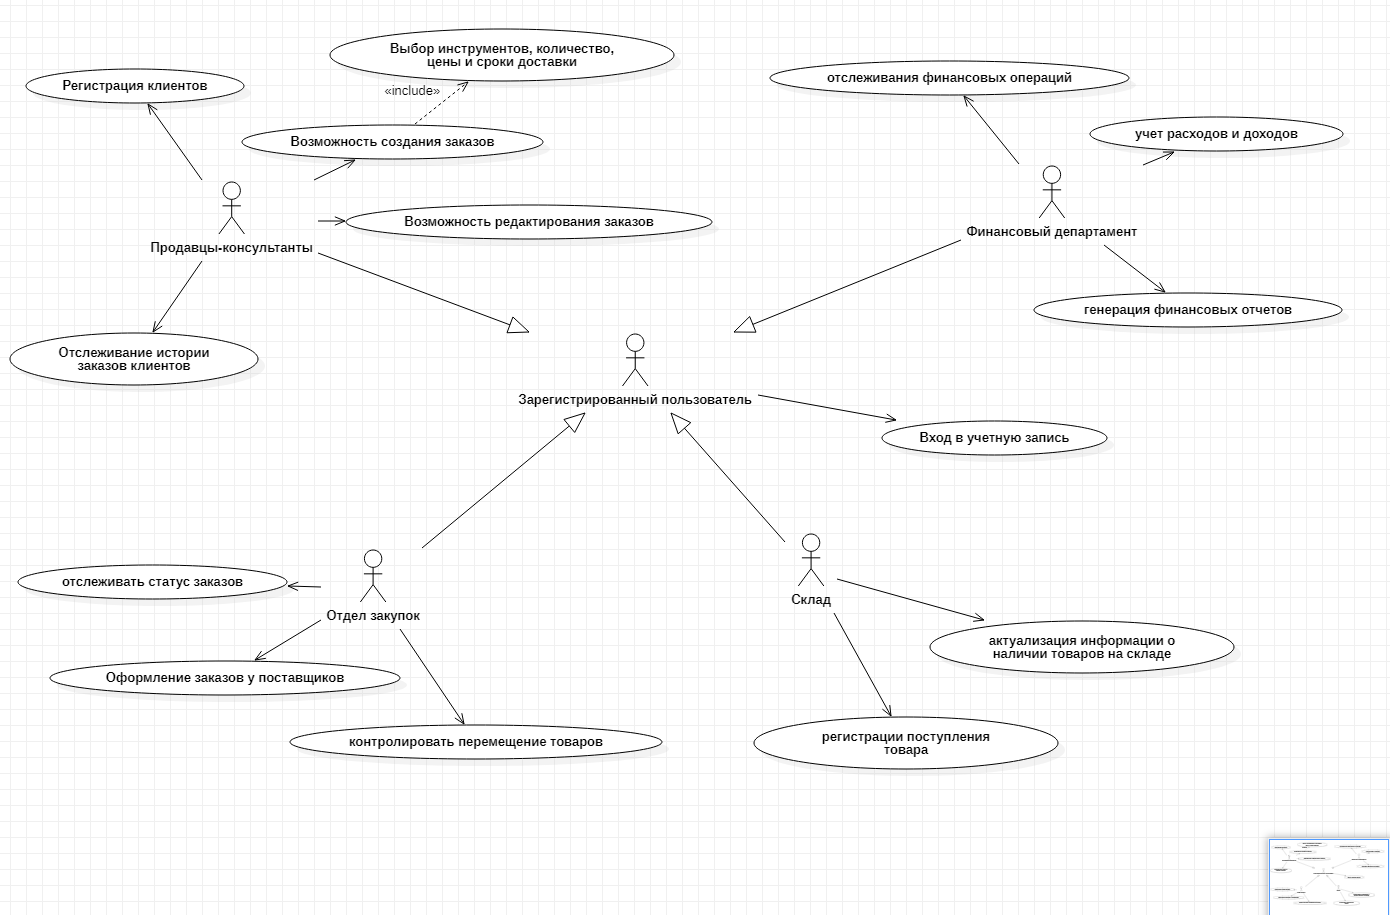 Выбор инструментов, количество,
цены и сроки доставки
Регистрация клиентов
«include»
Возможность создания заказов
отслеживания финансовых операций
учет расходов и доходов
Возможность редактирования заказов
Продавцы-консультанты
Финансовый департамент
генерация финансовых отчетов
Отслеживание истории
заказов клиентов
Зарегистрированный пользователь
Вход в учетную запись
отслеживать статус заказов
Отдел закупок
Склад
актуализация информации о
наличии товаров на складе
Оформление заказов у поставщиков
контролировать перемещение товаров
регистрации поступления
товара